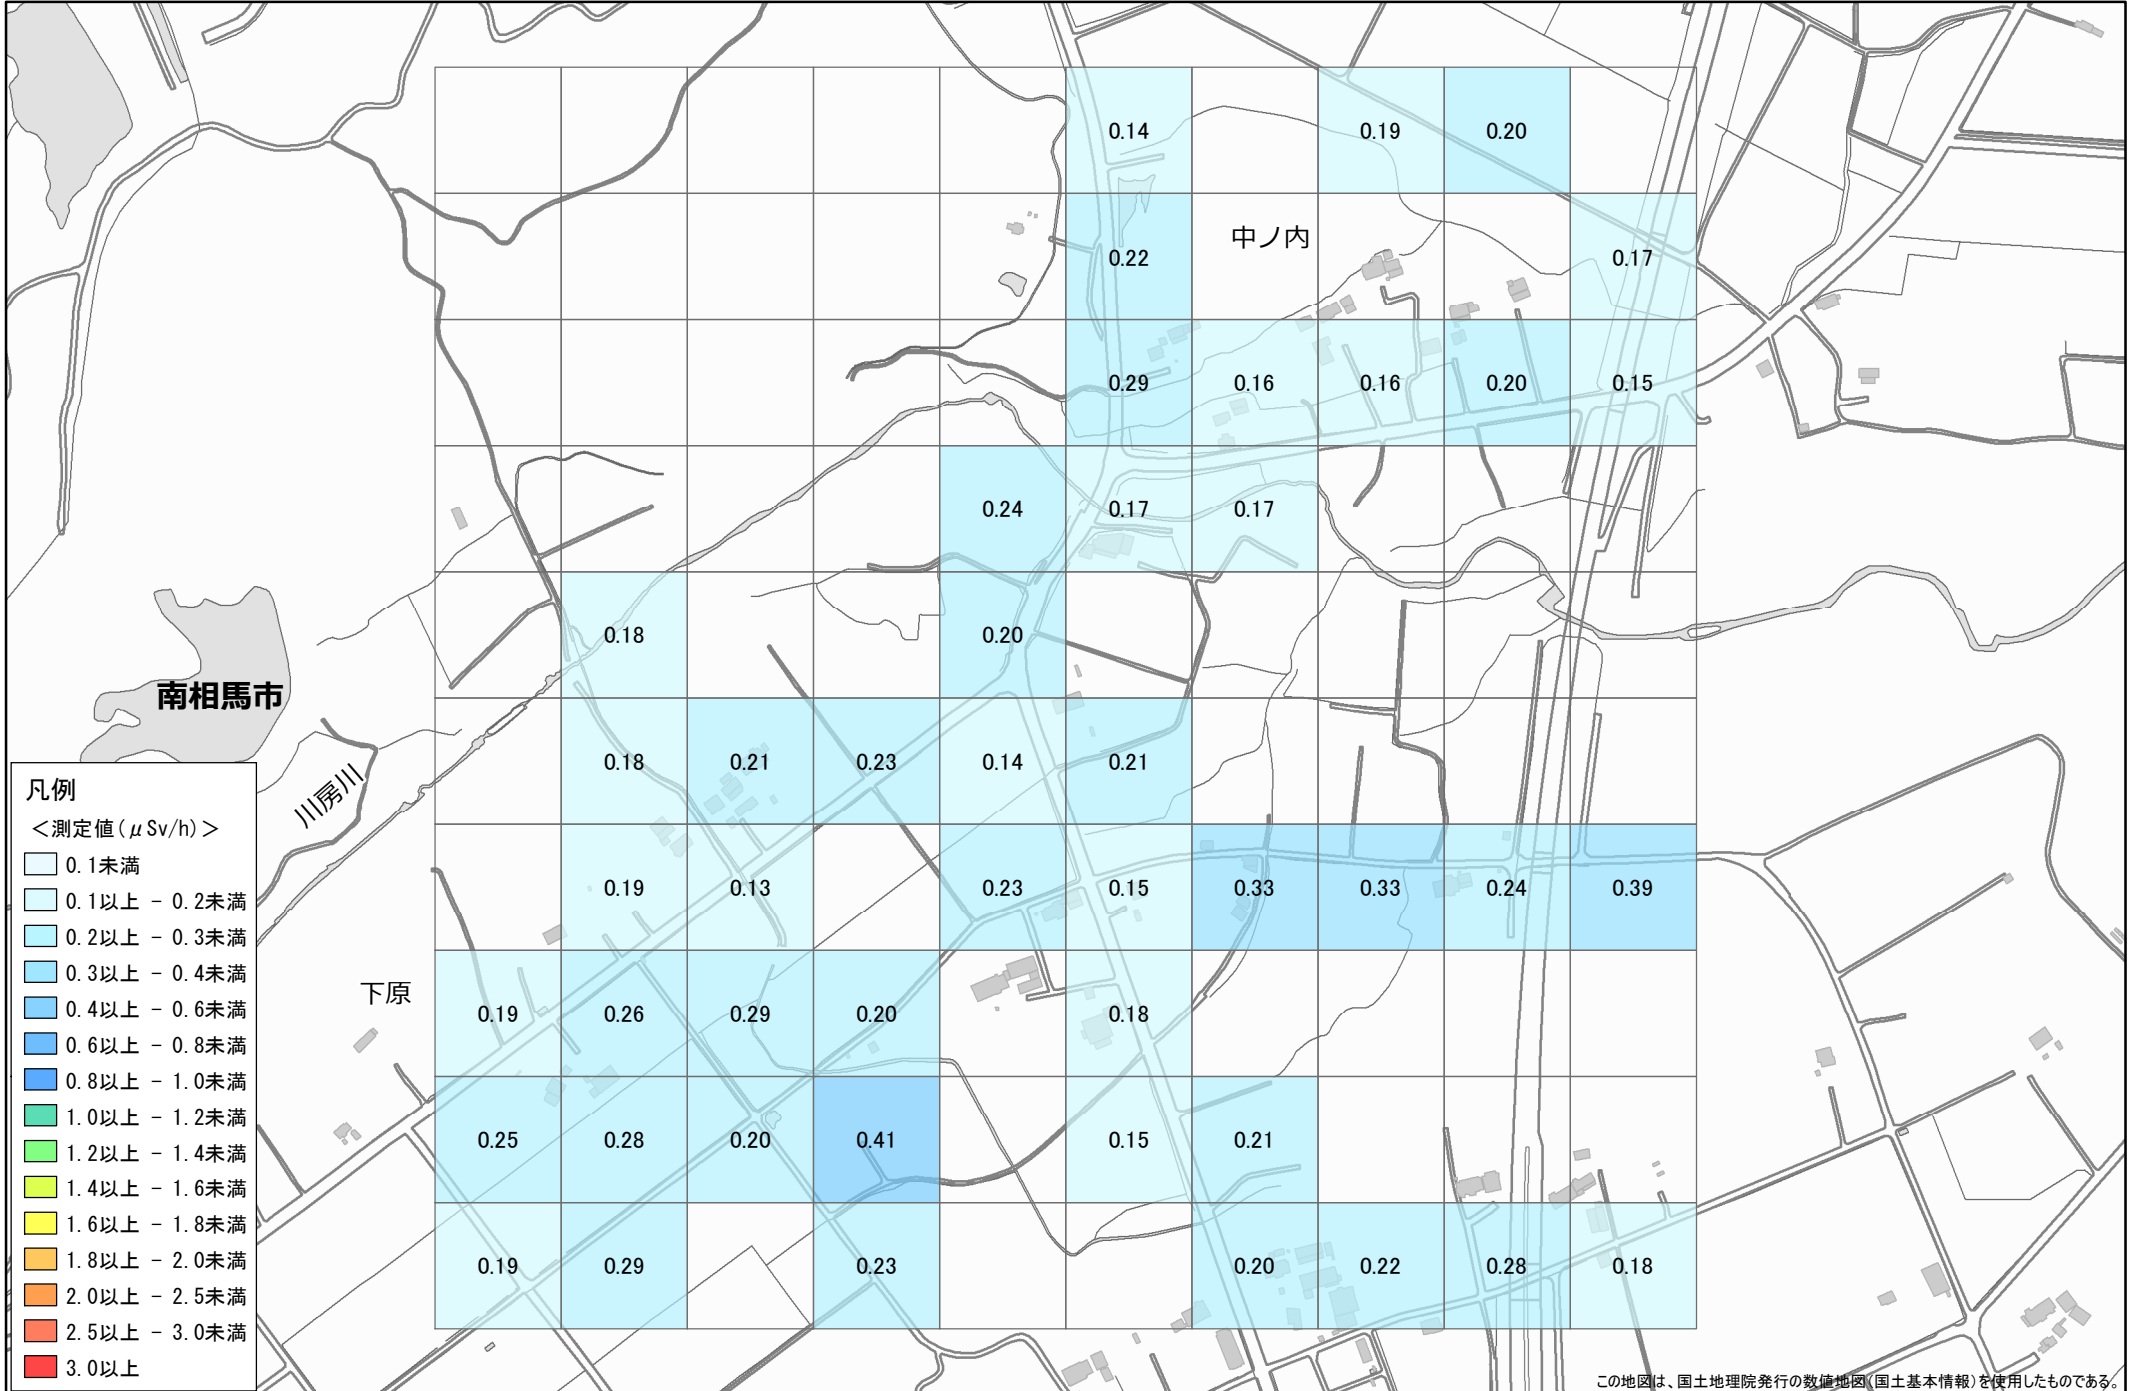 0.14 0.19 0.20
中ノ内
0.22 0.17
0.29 0.16 0.16 0.20 0.15
0.24 0.17 0.17
0.18 0.20
南相馬市
0.18 0.21 0.23 0.14 0.21
川房川
0.19 0.13 0.23 0.15 0.33 0.33 0.24 0.39
下原
0.19 0.26 0.29 0.20 0.18
0.25 0.28 0.20 0.41 0.15 0.21
0.19 0.29 0.23 0.20 0.22 0.28 0.18
凡例
<測定値(μSv/h)>
0.1未満
0.1以上 - 0.2未満
0.2以上 - 0.3未満
0.3以上 - 0.4未満
0.4以上 - 0.6未満
0.6以上 - 0.8未満
0.8以上 - 1.0未満
1.0以上 - 1.2未満
1.2以上 - 1.4未満
1.4以上 - 1.6未満
1.6以上 - 1.8未満
1.8以上 - 2.0未満
2.0以上 - 2.5未満
2.5以上 - 3.0未満
3.0以上
この地図は、国土地理院発行の数値地図(国土基本情報)を使用したものである。